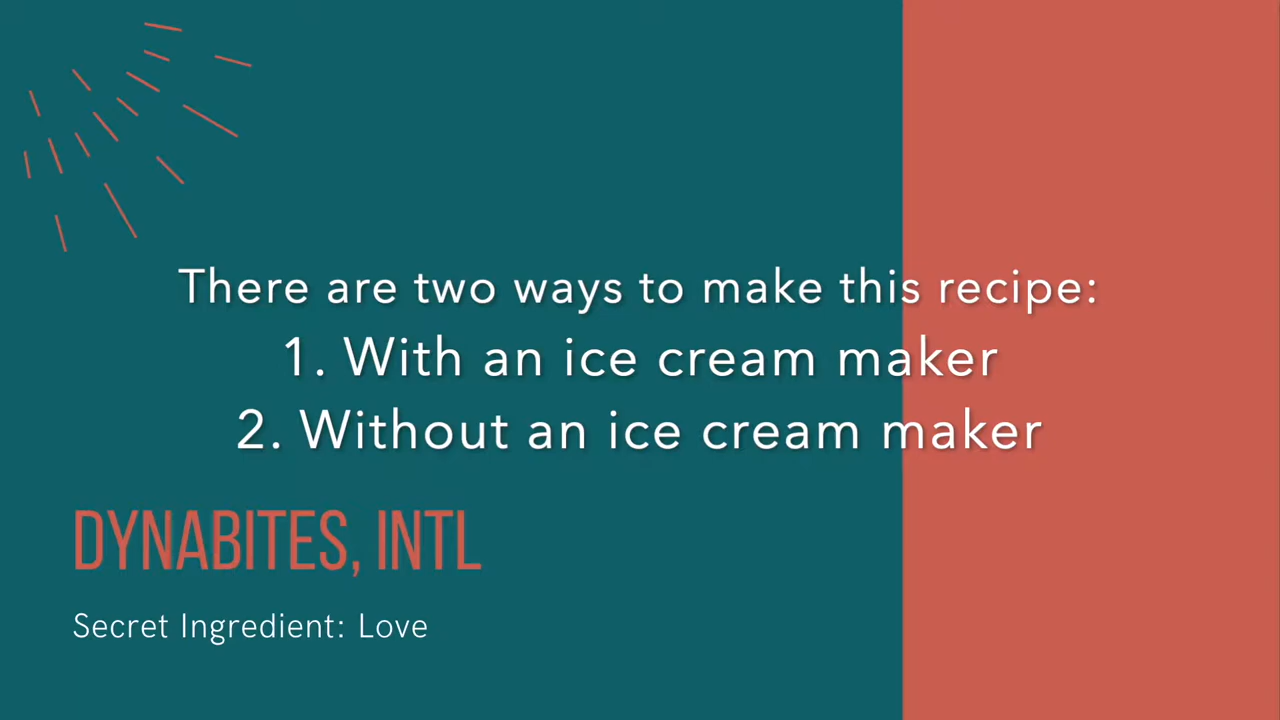 There are two ways to make this recipe:
1. With an ice cream maker
2. Without an ice cream maker
DYNABITES, INTL
Secret Ingredient: Love